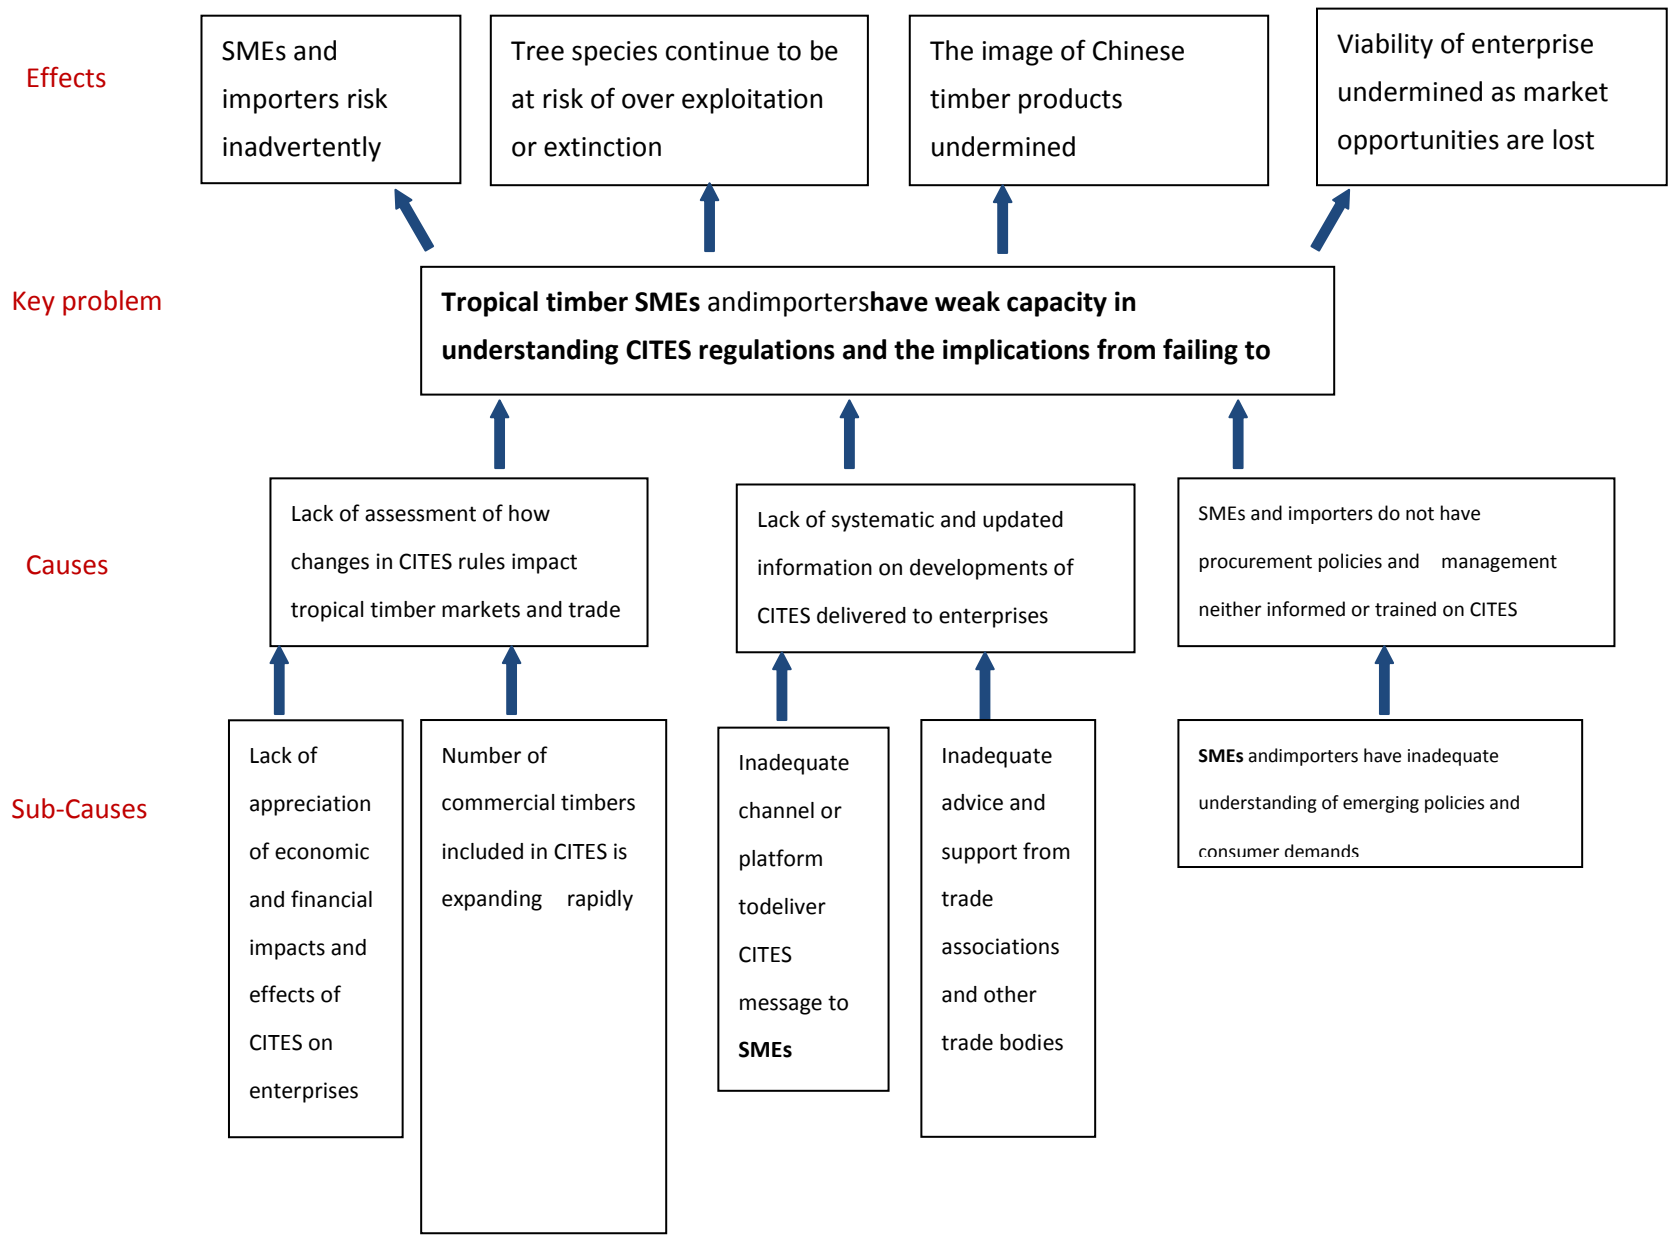 Effects
SMEs and
importers risk
inadvertently
Tree species continue to be
at risk of over exploitation
or extinction
The image of Chinese
timber products
undermined
Viability of enterprise
undermined as market
opportunities are lost
Key problem
Tropical timber SMEs andimportershave weak capacity in
understanding CITES regulations and the implications from failing to
Causes
Lack of assessment of how
changes in CITES rules impact
tropical timber markets and trade
Lack of systematic and updated
information on developments of
CITES delivered to enterprises
SMEs and importers do not have
procurement policies and management
neither informed or trained on CITES
Sub-Causes
Lack of
appreciation
of economic
and financial
impacts and
effects of
CITES on
enterprises
Number of
commercial timbers
included in CITES is
expanding rapidly
Inadequate
channel or
platform
todeliver
CITES
message to
SMEs
Inadequate
advice and
support from
trade
associations
and other
trade bodies
SMEs andimporters have inadequate
understanding of emerging policies and
consumer demands